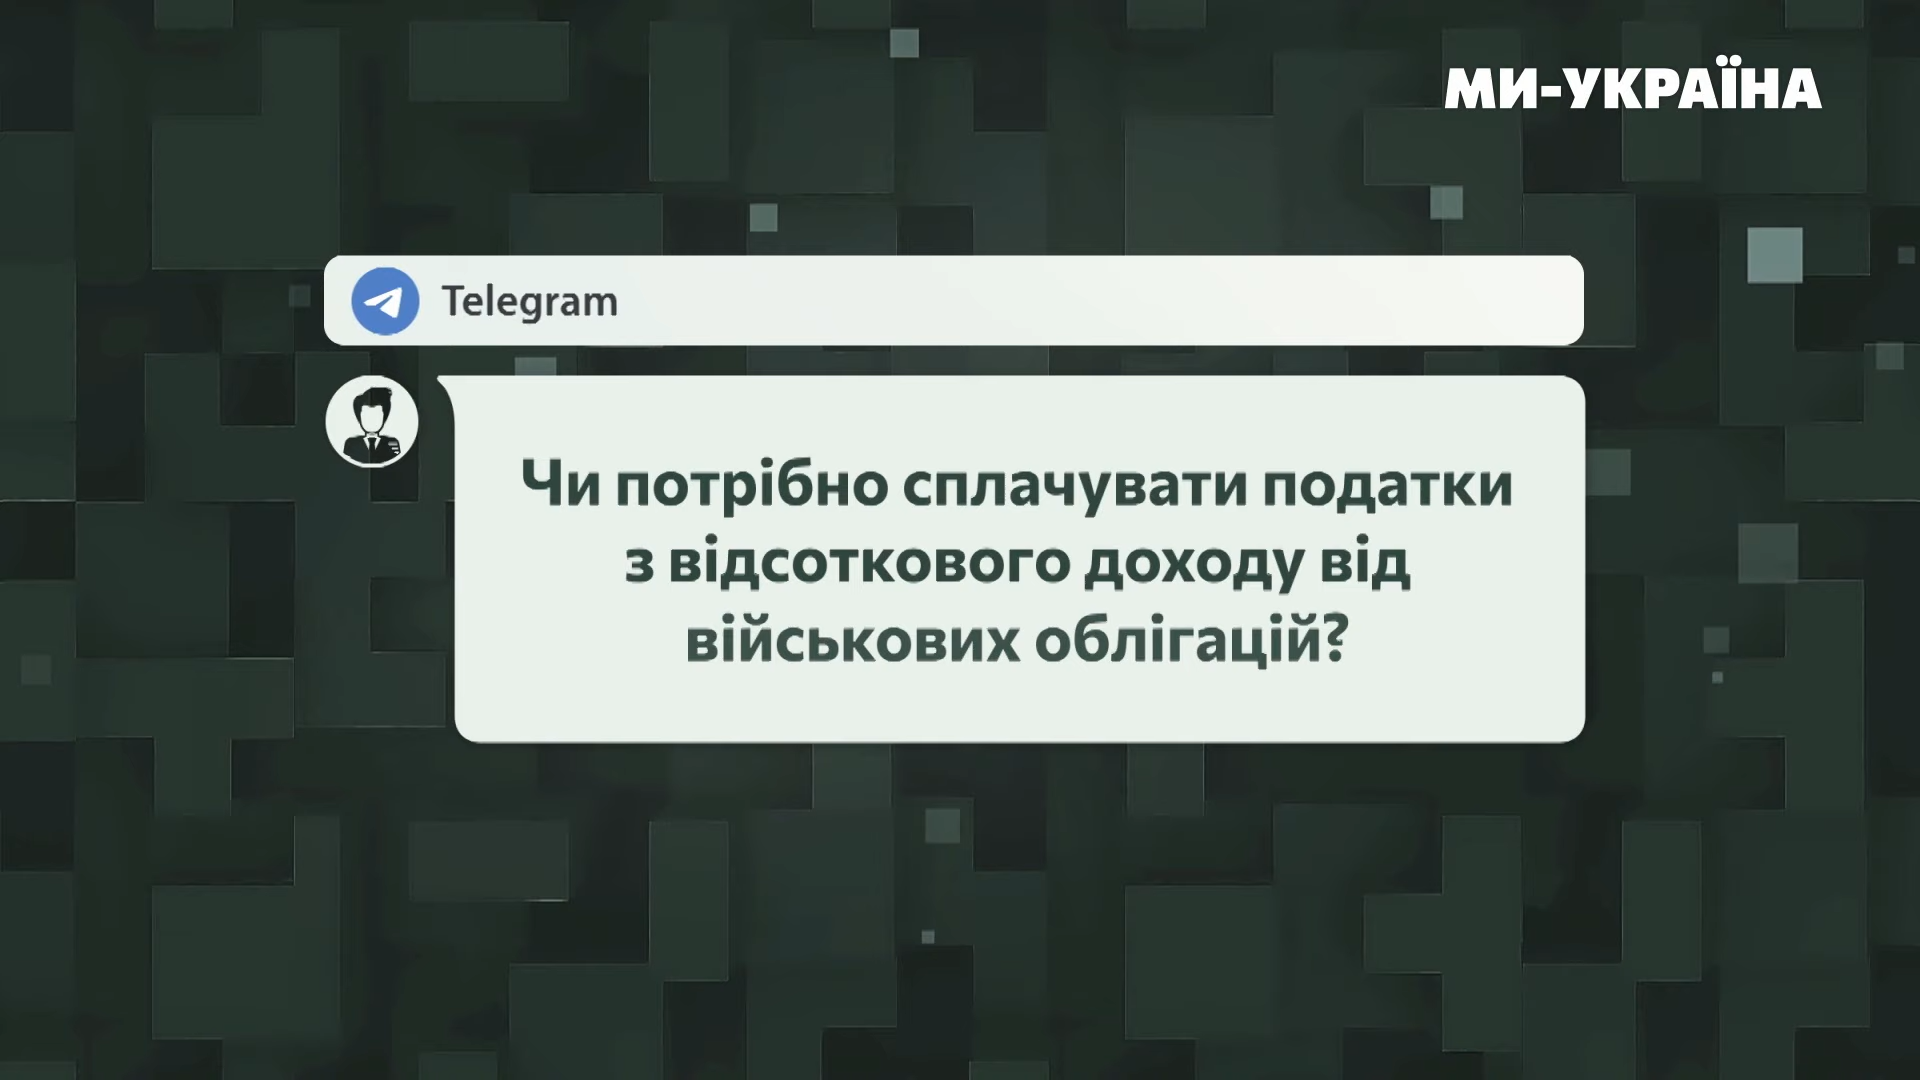 МИ-УКРАЇНА
Telegram
Чи потрібно сплачувати податки
з відсоткового доходу від
військових облігацій?